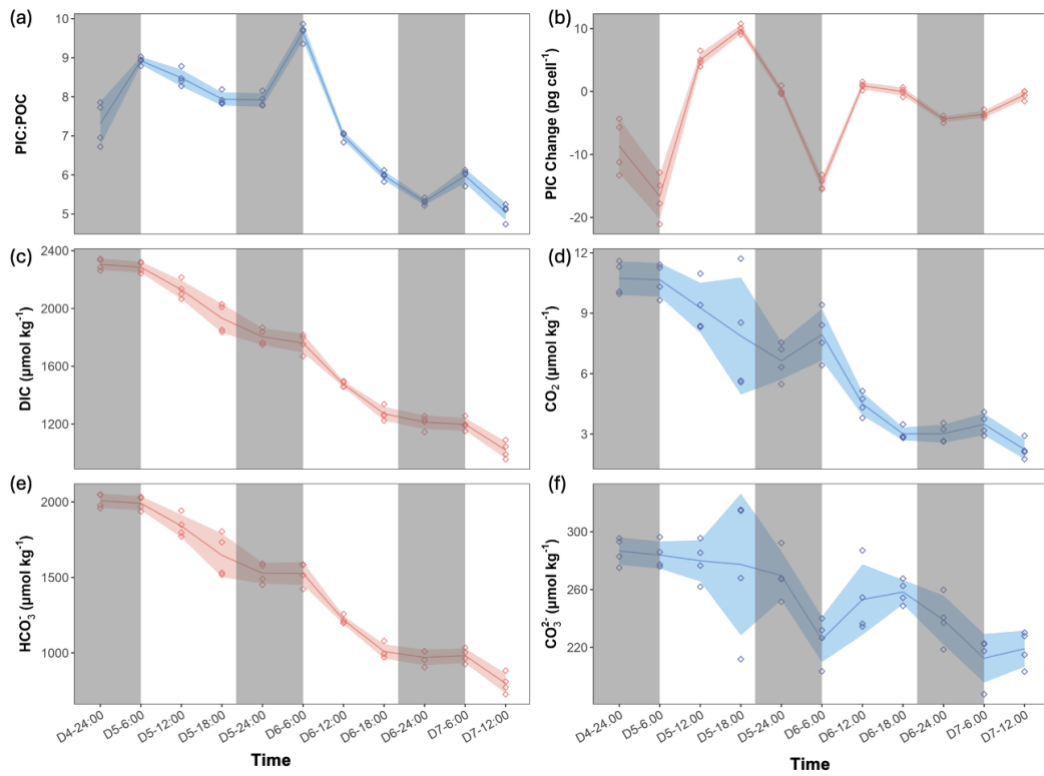 (a)
PIC:POC
10
9
8
7
6
5
(b)
PIC Change (pg cell⁻¹)
10
0
-10
-20
(c)
DIC (μmol kg⁻¹)
2400
2000
1600
1200
(d)
CO₂ (μmol kg⁻¹)
12
9
6
3
(e)
HCO₃⁻ (μmol kg⁻¹)
2000
1500
1000
(f)
CO₃²⁻ (μmol kg⁻¹)
300
260
220
D4-24:00
D5-6:00
D5-12:00
D5-18:00
D5-24:00
D6-6:00
D6-12:00
D6-18:00
D6-24:00
D7-6:00
D7-12:00
Time
D4-24:00
D5-6:00
D5-12:00
D5-18:00
D5-24:00
D6-6:00
D6-12:00
D6-18:00
D6-24:00
D7-6:00
D7-12:00
Time